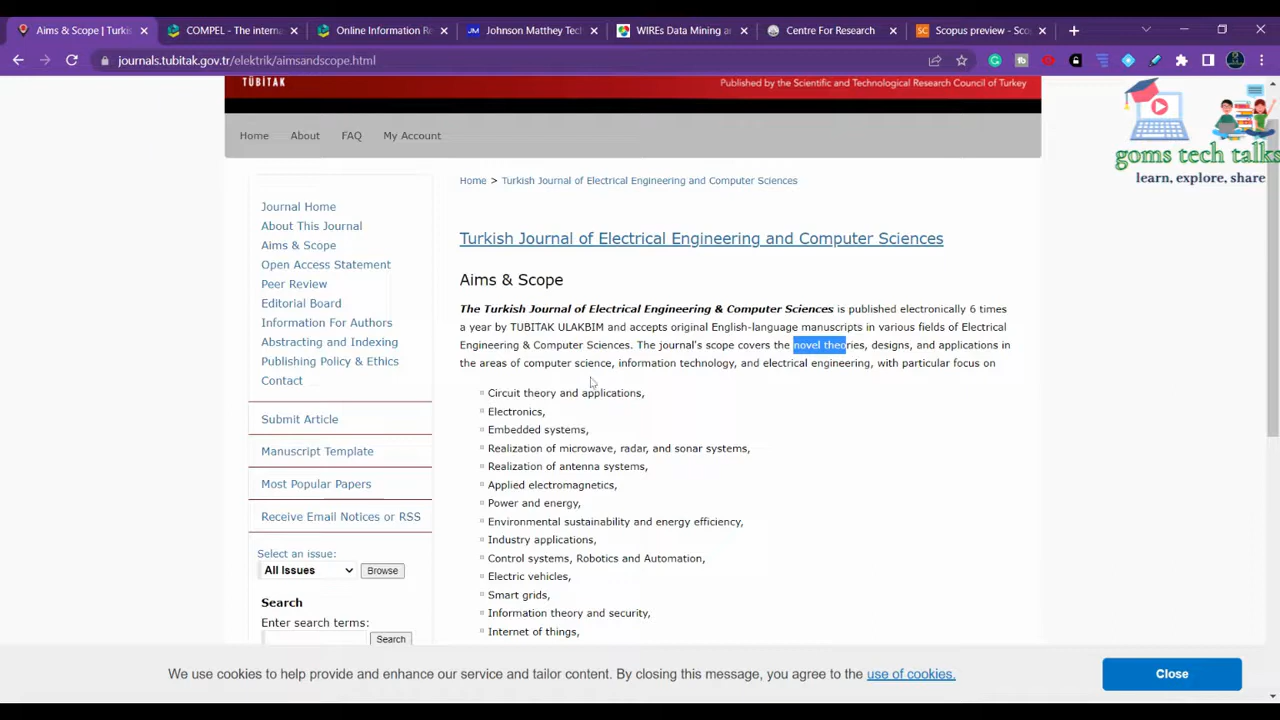 Aims & Scope | Turki
COMPEL - The interna
Online Information Re
Johnson Matthey Tech
WIREs Data Mining a
Centre For Research
Scopus preview - Sco
journals.tubitak.gov.tr/elektrik/aimsandscope.html
TÜBİTAK
Published by the Scientific and Technological Research Council of Turkey
Home About FAQ My Account
goms tech talks
learn, explore, share
Journal Home
About This Journal
Aims & Scope
Open Access Statement
Peer Review
Editorial Board
Information For Authors
Abstracting and Indexing
Publishing Policy & Ethics
Contact
Submit Article
Manuscript Template
Most Popular Papers
Receive Email Notices or RSS
Select an issue:
All Issues
Browse
Search
Enter search terms:
Search
Home > Turkish Journal of Electrical Engineering and Computer Sciences
Turkish Journal of Electrical Engineering and Computer Sciences
Aims & Scope
The Turkish Journal of Electrical Engineering & Computer Sciences is published electronically 6 times
a year by TUBITAK ULAKBIM and accepts original English-language manuscripts in various fields of Electrical
Engineering & Computer Sciences. The journal's scope covers the novel theories, designs, and applications in
the areas of computer science, information technology, and electrical engineering, with particular focus on
Circuit theory and applications,
Electronics,
Embedded systems,
Realization of microwave, radar, and sonar systems,
Realization of antenna systems,
Applied electromagnetics,
Power and energy,
Environmental sustainability and energy efficiency,
Industry applications,
Control systems, Robotics and Automation,
Electric vehicles,
Smart grids,
Information theory and security,
Internet of things,
We use cookies to help provide and enhance our service and tailor content. By closing this message, you agree to the use of cookies.
Close